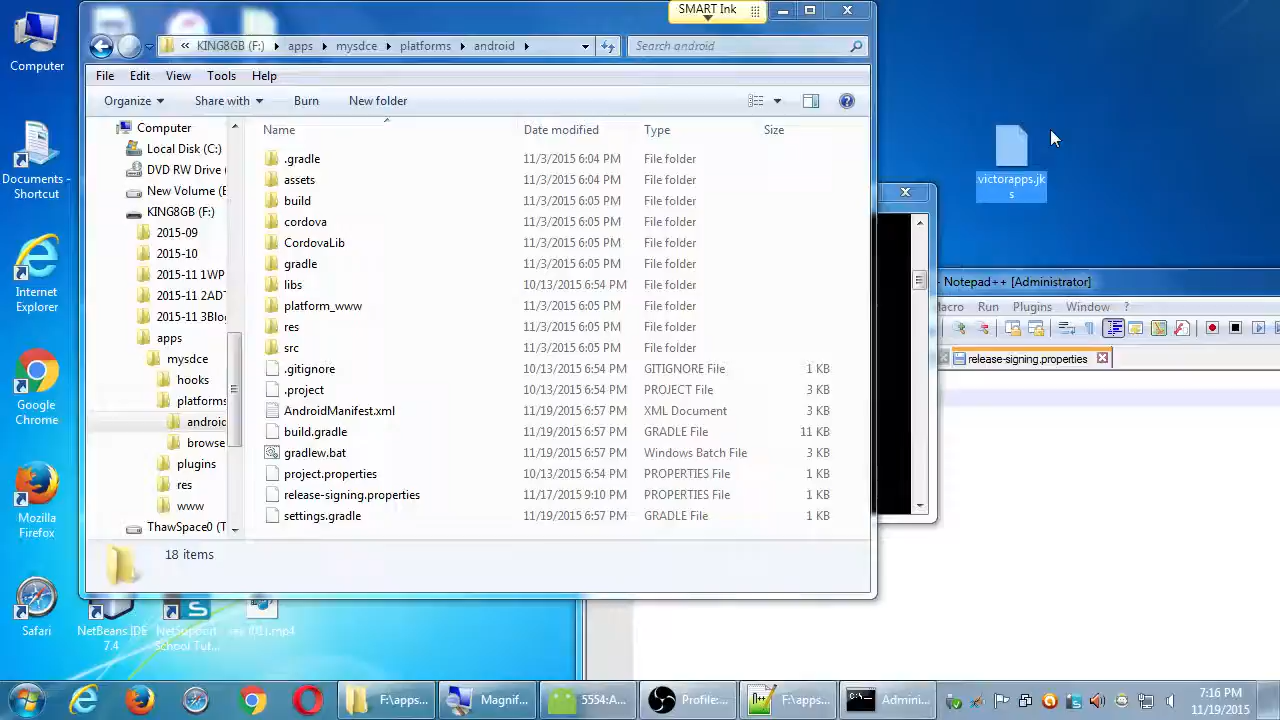 SMART Ink
Computer
Documents -
Shortcut
Internet
Explorer
Google
Chrome
Mozilla
Firefox
Safari
« KING8GB (F:) apps mysdce platforms android
Search android
File Edit View Tools Help
Organize Share with Burn New folder
Computer
Local Disk (C:)
DVD RW Drive (
New Volume (E
KING8GB (F:)
2015-09
2015-10
2015-11 1WP
2015-11 2AD
2015-11 3Blo
apps
mysdce
hooks
platforms
android
browse
plugins
res
www
ThawSpace0 (T
Name Date modified Type Size
.gradle 11/3/2015 6:04 PM File folder
assets 11/3/2015 6:04 PM File folder
build 11/3/2015 6:05 PM File folder
cordova 11/3/2015 6:05 PM File folder
CordovaLib 11/3/2015 6:05 PM File folder
gradle 11/3/2015 6:05 PM File folder
libs 10/13/2015 6:54 PM File folder
platform_www 11/3/2015 6:05 PM File folder
res 11/3/2015 6:05 PM File folder
src 11/3/2015 6:05 PM File folder
.gitignore 10/13/2015 6:54 PM GITIGNORE File 1 KB
.project 10/13/2015 6:54 PM PROJECT File 3 KB
AndroidManifest.xml 11/19/2015 6:57 PM XML Document 3 KB
build.gradle 11/19/2015 6:57 PM GRADLE File 11 KB
gradlew.bat 11/19/2015 6:57 PM Windows Batch File 3 KB
project.properties 10/13/2015 6:54 PM PROPERTIES File 1 KB
release-signing.properties 11/17/2015 9:10 PM PROPERTIES File 1 KB
settings.gradle 11/19/2015 6:57 PM GRADLE File 1 KB
18 items
victorapps.jk
s
- Notepad++ [Administrator]
acro Run Plugins Window ?
release-signing.properties
NetBeans IDE
7.4
NetSupport
School Tut...
(01).mp4
F:\apps...
Magnif...
5554:A...
Profile:...
F:\apps...
Admini...
7:16 PM
11/19/2015